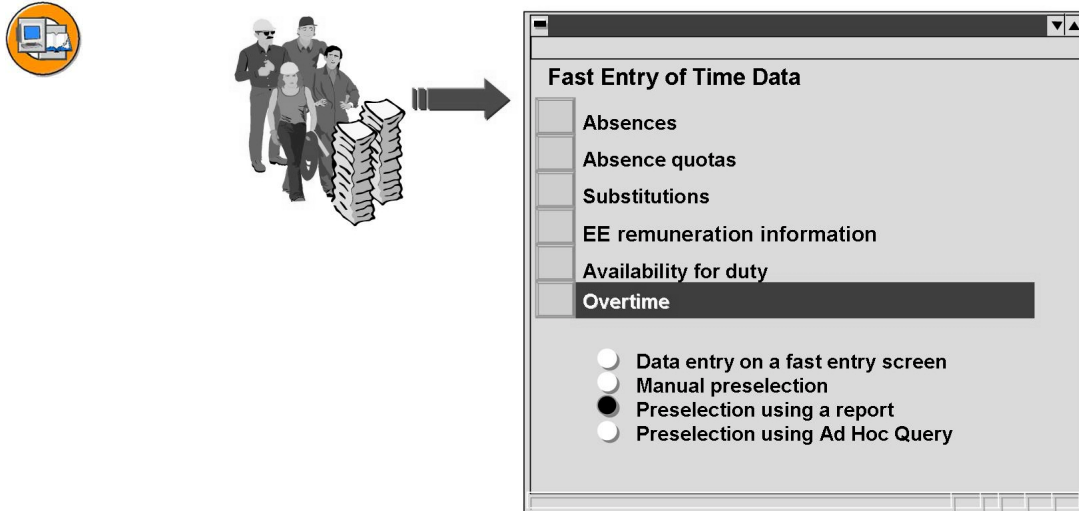 Fast Entry of Time Data
Absences
Absence quotas
Substitutions
EE remuneration information
Availability for duty
Overtime
Data entry on a fast entry screen
Manual preselection
Preselection using a report
Preselection using Ad Hoc Query